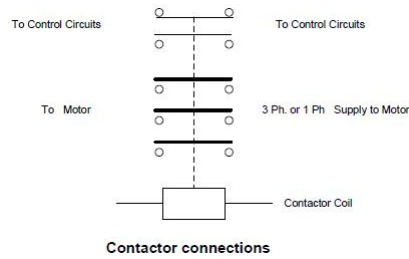 To Control Circuits
To Control Circuits
To Motor
3 Ph. or 1 Ph Supply to Motor
Contactor Coil
Contactor connections